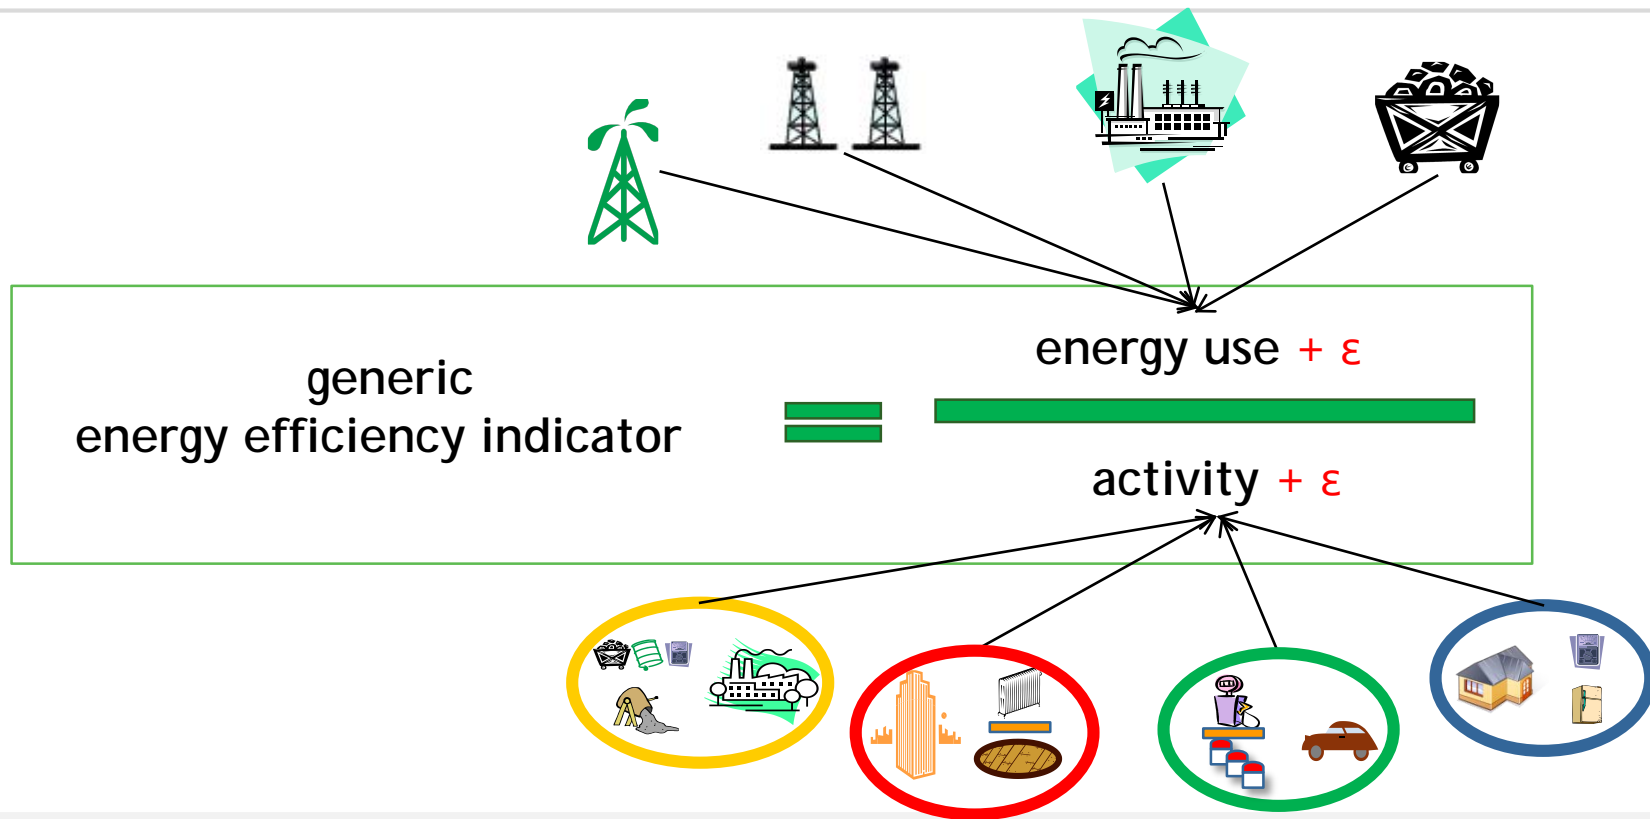 energy use + ε
generic
energy efficiency indicator
activity + ε